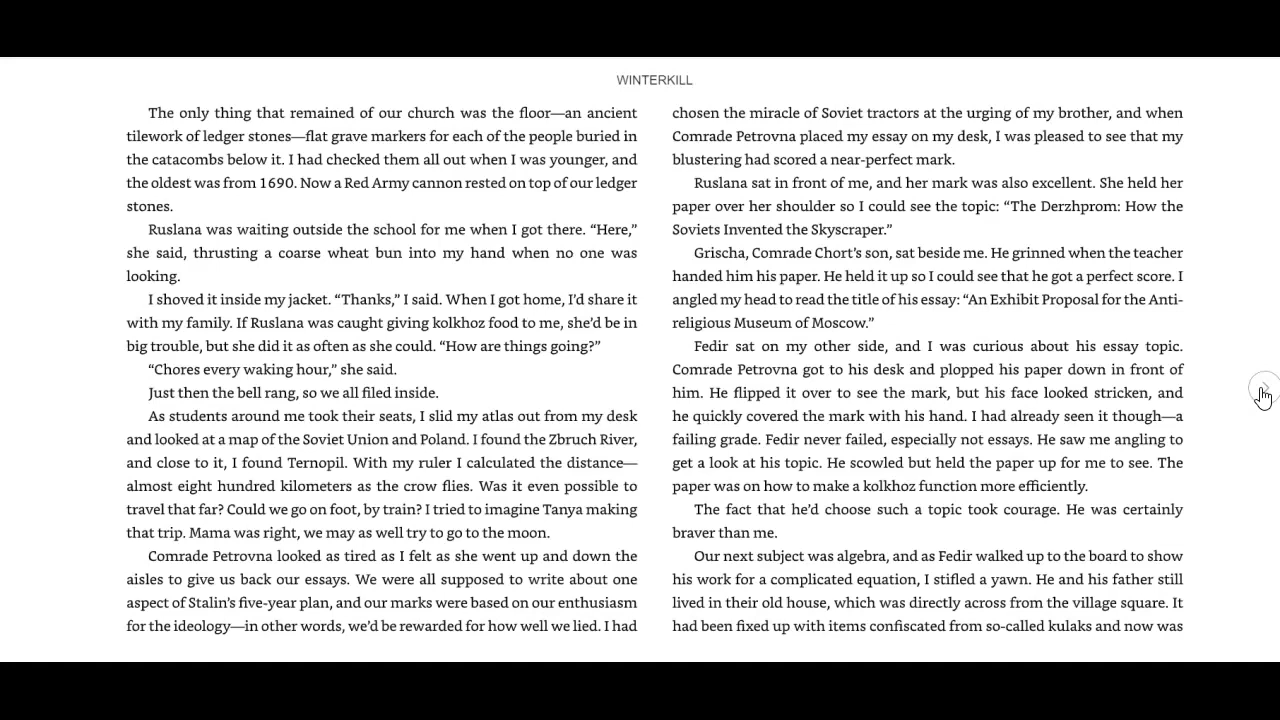 WINTERKILL
The only thing that remained of our church was the floor—an ancient
tilework of ledger stones—flat grave markers for each of the people buried in
the catacombs below it. I had checked them all out when I was younger, and
the oldest was from 1690. Now a Red Army cannon rested on top of our ledger
stones.
Ruslana was waiting outside the school for me when I got there. “Here,”
she said, thrusting a coarse wheat bun into my hand when no one was
looking.
I shoved it inside my jacket. “Thanks,” I said. When I got home, I’d share it
with my family. If Ruslana was caught giving kolkhoz food to me, she’d be in
big trouble, but she did it as often as she could. “How are things going?”
“Chores every waking hour,” she said.
Just then the bell rang, so we all filed inside.
As students around me took their seats, I slid my atlas out from my desk
and looked at a map of the Soviet Union and Poland. I found the Zbruch River,
and close to it, I found Ternopil. With my ruler I calculated the distance—
almost eight hundred kilometers as the crow flies. Was it even possible to
travel that far? Could we go on foot, by train? I tried to imagine Tanya making
that trip. Mama was right, we may as well try to go to the moon.
Comrade Petrovna looked as tired as I felt as she went up and down the
aisles to give us back our essays. We were all supposed to write about one
aspect of Stalin’s five-year plan, and our marks were based on our enthusiasm
for the ideology—in other words, we’d be rewarded for how well we lied. I had
chosen the miracle of Soviet tractors at the urging of my brother, and when
Comrade Petrovna placed my essay on my desk, I was pleased to see that my
blustering had scored a near-perfect mark.
Ruslana sat in front of me, and her mark was also excellent. She held her
paper over her shoulder so I could see the topic: “The Derzhprom: How the
Soviets Invented the Skyscraper.”
Grischa, Comrade Chort’s son, sat beside me. He grinned when the teacher
handed him his paper. He held it up so I could see that he got a perfect score. I
angled my head to read the title of his essay: “An Exhibit Proposal for the Anti-
religious Museum of Moscow.”
Fedir sat on my other side, and I was curious about his essay topic.
Comrade Petrovna got to his desk and plopped his paper down in front of
him. He flipped it over to see the mark, but his face looked stricken, and
he quickly covered the mark with his hand. I had already seen it though—a
failing grade. Fedir never failed, especially not essays. He saw me angling to
get a look at his topic. He scowled but held the paper up for me to see. The
paper was on how to make a kolkhoz function more efficiently.
The fact that he’d choose such a topic took courage. He was certainly
braver than me.
Our next subject was algebra, and as Fedir walked up to the board to show
his work for a complicated equation, I stifled a yawn. He and his father still
lived in their old house, which was directly across from the village square. It
had been fixed up with items confiscated from so-called kulaks and now was